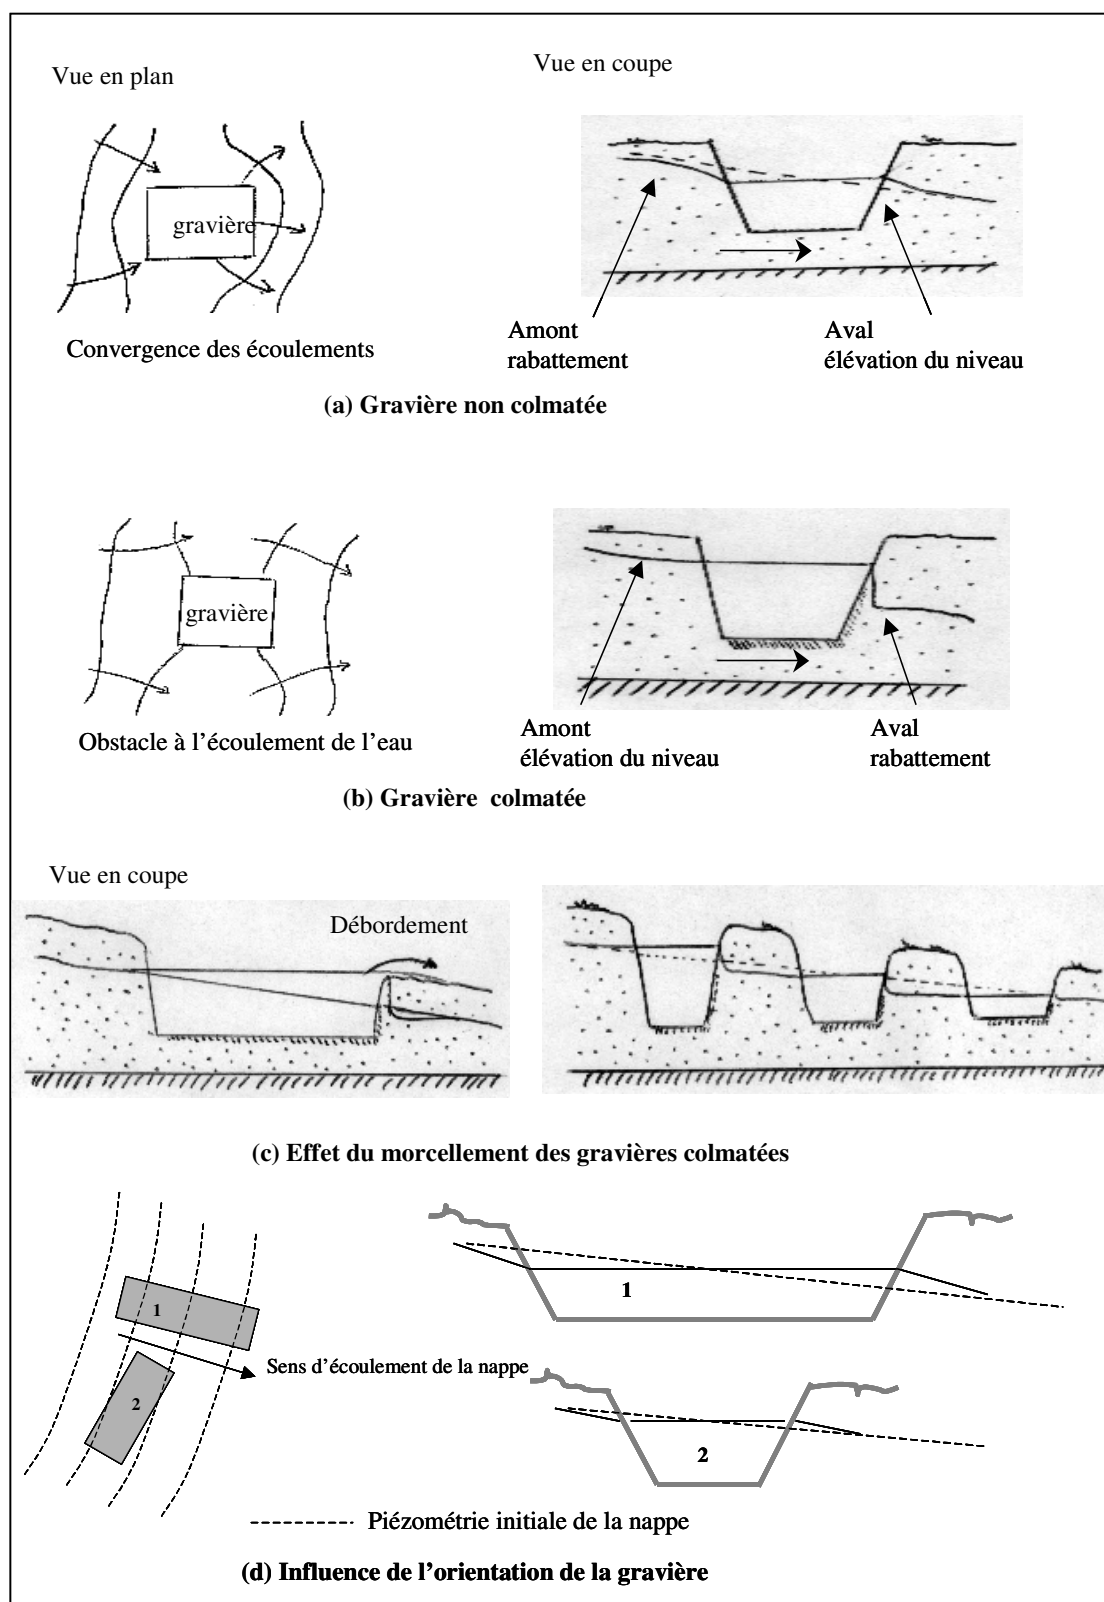 Vue en plan
Vue en coupe
gravière
Convergence des écoulements
Amont
rabattement
Aval
élévation du niveau
(a) Gravière non colmatée
gravière
Obstacle à l'écoulement de l'eau
Amont
élévation du niveau
Aval
rabattement
(b) Gravière colmatée
Vue en coupe
Débordement
(c) Effet du morcellement des gravières colmatées
1
2
Sens d'écoulement de la nappe
1
2
Piézométrie initiale de la nappe
(d) Influence de l'orientation de la gravière